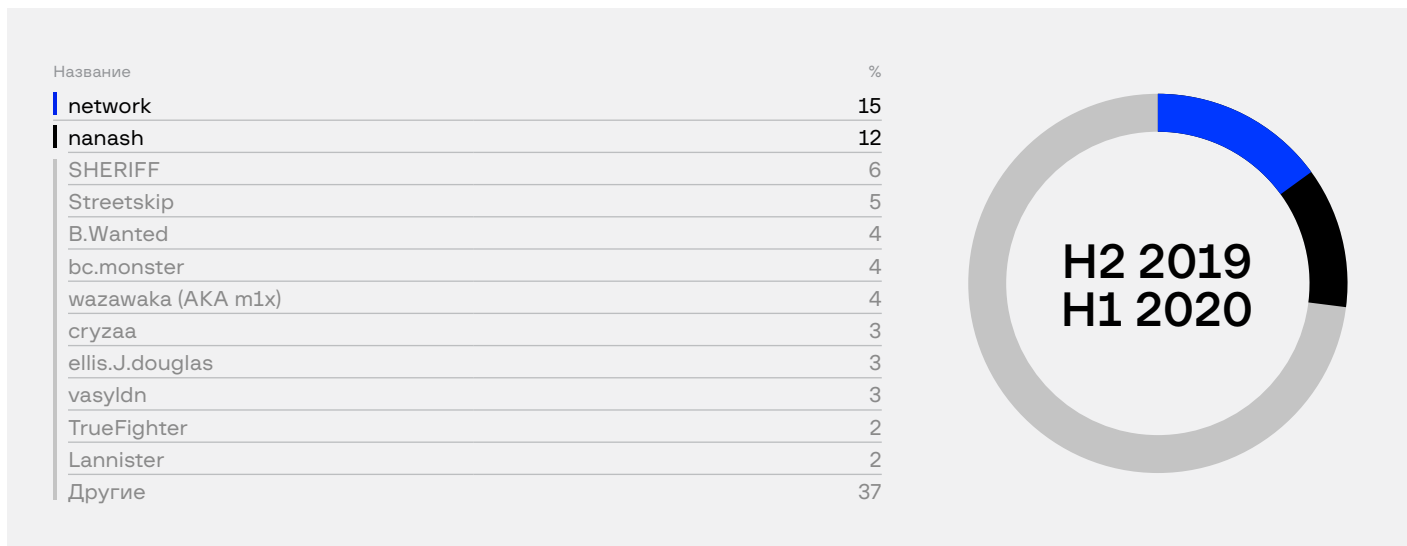 Название %
network 15
nanash 12
SHERIFF 6
Streetskip 5
B.Wanted 4
bc.monster 4
wazawaka (AKA m1x) 4
cryzaa 3
ellis.J.douglas 3
vasyldn 3
TrueFighter 2
Lannister 2
Другие 37
H2 2019
H1 2020